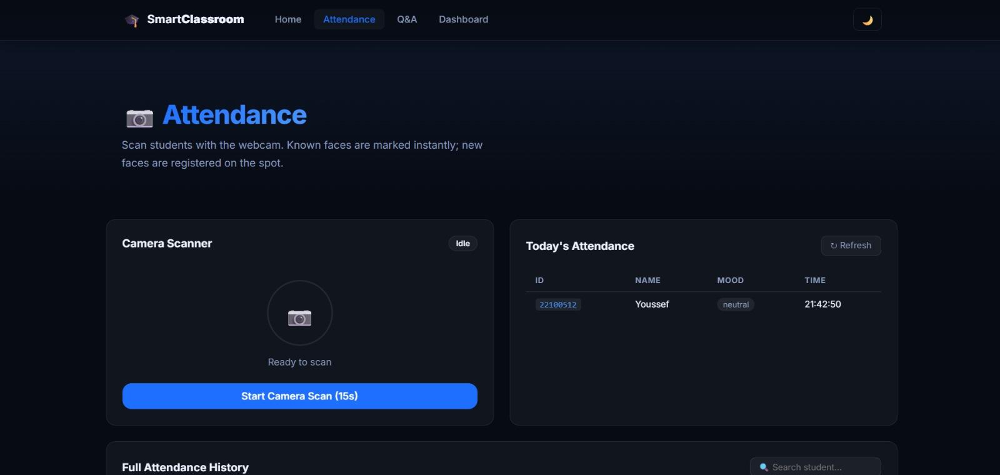 SmartClassroom
Home
Attendance
Q&A
Dashboard
Attendance
Scan students with the webcam. Known faces are marked instantly; new
faces are registered on the spot.
Camera Scanner
Idle
Ready to scan
Start Camera Scan (15s)
Today's Attendance
↻ Refresh
ID NAME MOOD TIME
22100512 Youssef neutral 21:42:50
Full Attendance History
Search student...